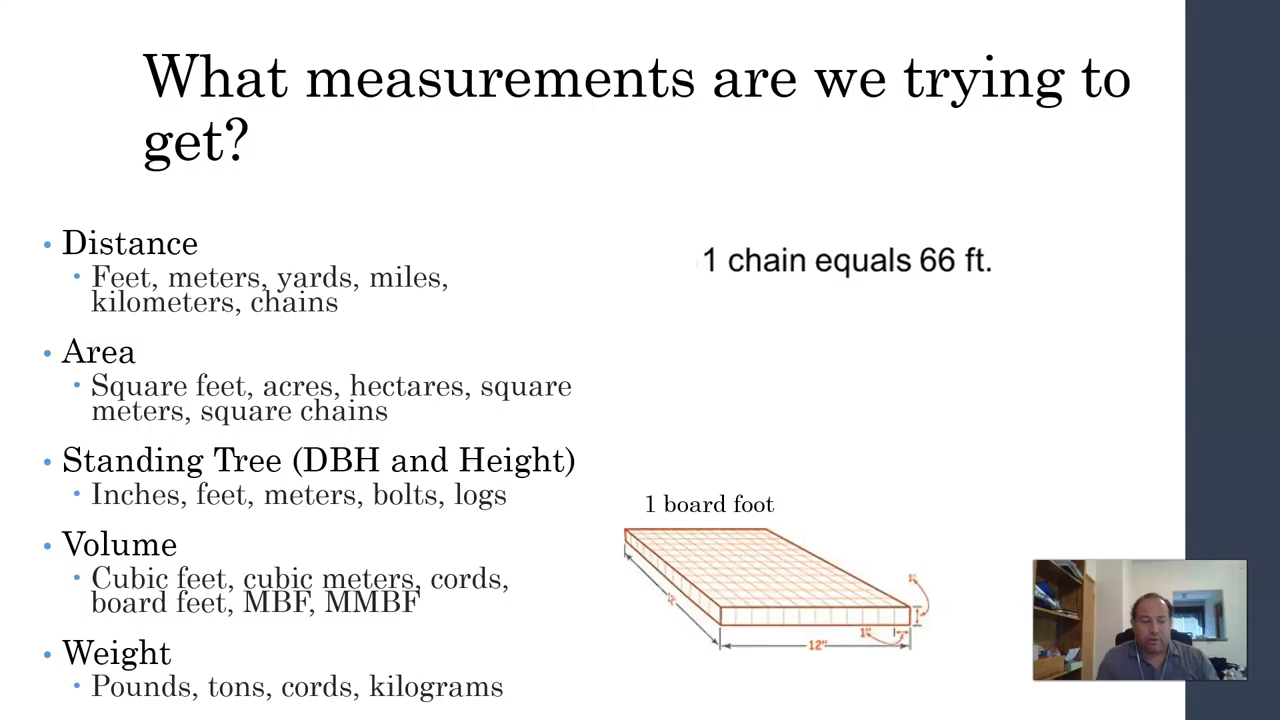 What measurements are we trying to
get?
• Distance
• Feet, meters, yards, miles,
kilometers, chains
1 chain equals 66 ft.
• Area
• Square feet, acres, hectares, square
meters, square chains
• Standing Tree (DBH and Height)
• Inches, feet, meters, bolts, logs
1 board foot
• Volume
• Cubic feet, cubic meters, cords,
board feet, MBF, MMBF
1"
12"
• Weight
• Pounds, tons, cords, kilograms